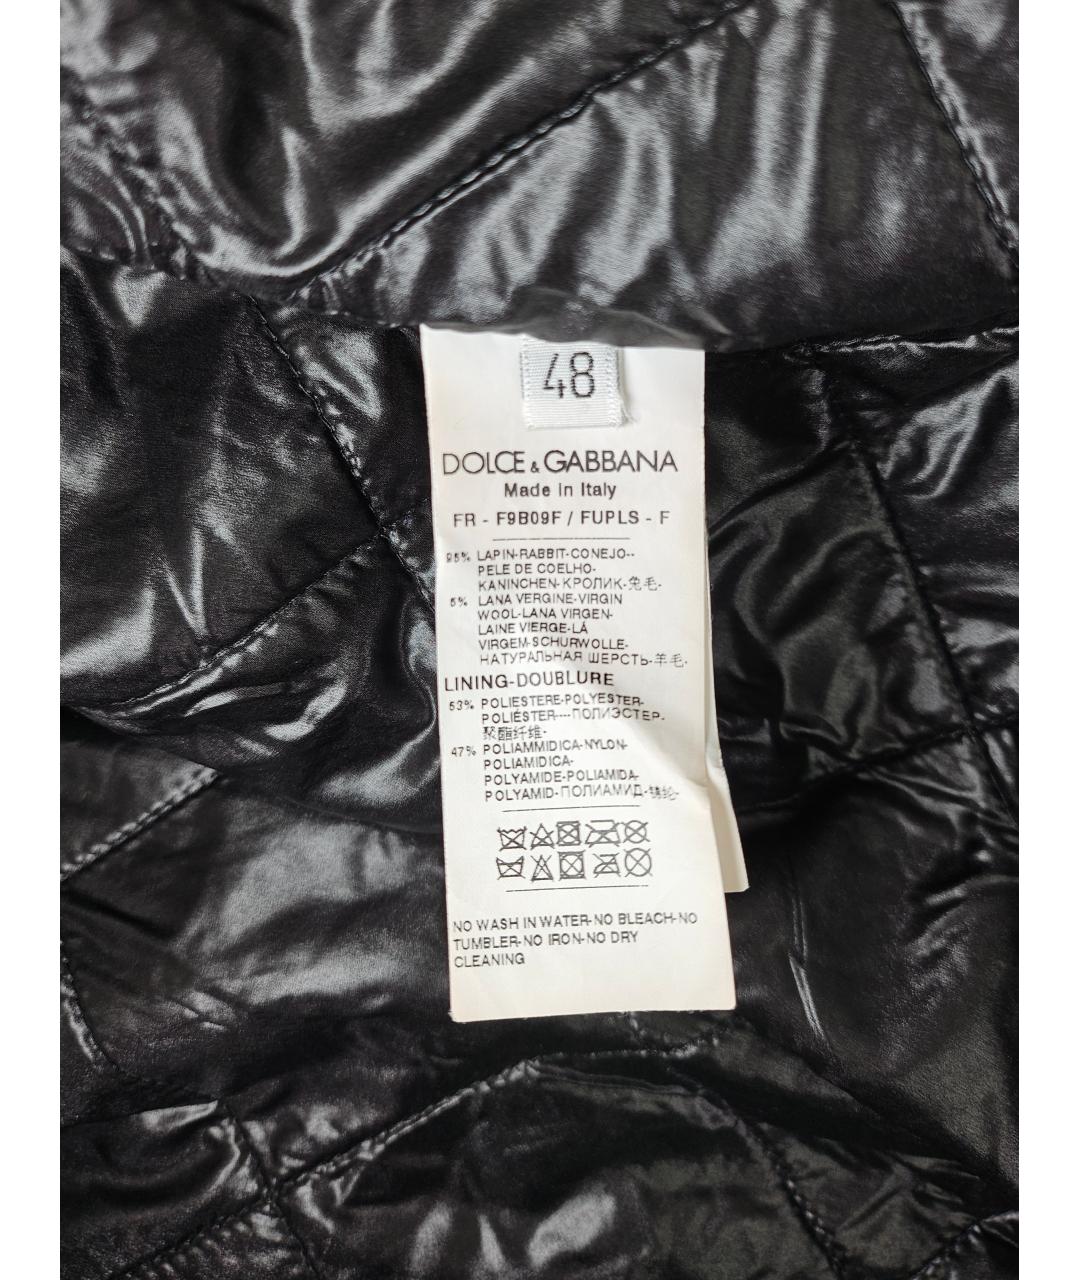 48
DOLCE & GABBANA
Made in Italy
FR - F9B09F / FUPLS - F
95% LAPIN-RABBIT-CONEJO--
PELE DE COELHO-
KANINCHEN-КРОЛИК-兔毛-
5% LANA VERGINE-VIRGIN
WOOL-LANA VIRGEN-
LAINE VIERGE-LÁ
VIRGEM-SCHURWOLLE-
НАТУРАЛЬНАЯ ШЕРСТЬ-羊毛-
LINING-DOUBLURE
53% POLIESTERE-POLYESTER-
POLIÉSTER----ПОЛИЭСТЕР-
聚酯纤维-
47% POLIAMMIDICA-NYLON-
POLIAMIDICA-
POLYAMIDE-POLIAMIDA-
POLYAMID-ПОЛИАМИД-锦纶-
NO WASH IN WATER-NO BLEACH-NO
TUMBLER-NO IRON-NO DRY
CLEANING